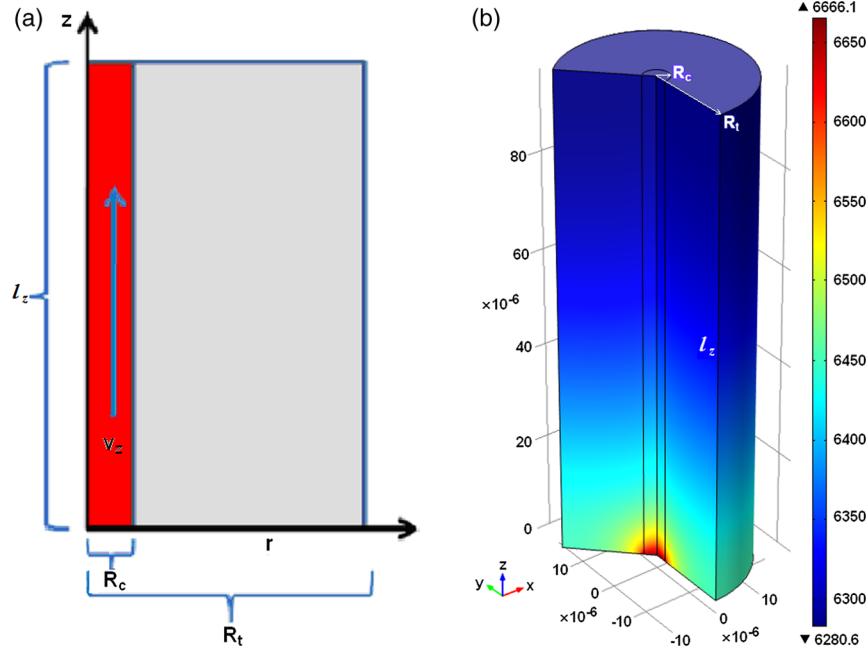 (a)
z
l_z
v_z
r
R_c
R_t
(b)
▲ 6666.1
R_c
R_t
l_z
80
60
×10⁻⁶
40
20
0
10
0
×10⁻⁶
-10
0
10
×10⁻⁶
-10
z
y
x
6650
6600
6550
6500
6450
6400
6350
6300
▼ 6280.6